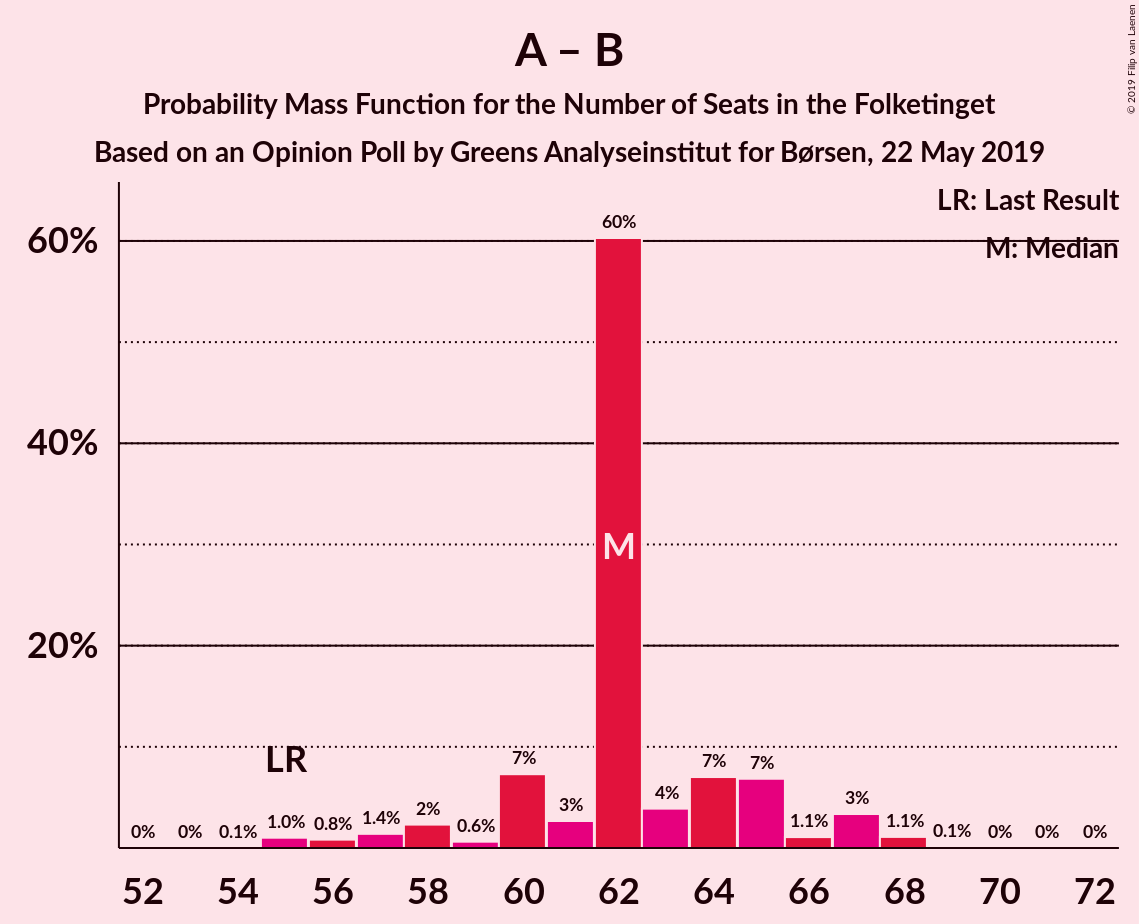 A – B
Probability Mass Function for the Number of Seats in the Folketinget
Based on an Opinion Poll by Greens Analyseinstitut for Børsen, 22 May 2019
© 2019 Filip van Laenen
LR: Last Result
M: Median
60%
40%
20%
0% 0% 0.1% 1.0% 0.8% 1.4% 2% 0.6% 7% 3% 60% 4% 7% 7% 1.1% 3% 1.1% 0.1% 0% 0% 0%
LR
M
52 54 56 58 60 62 64 66 68 70 72